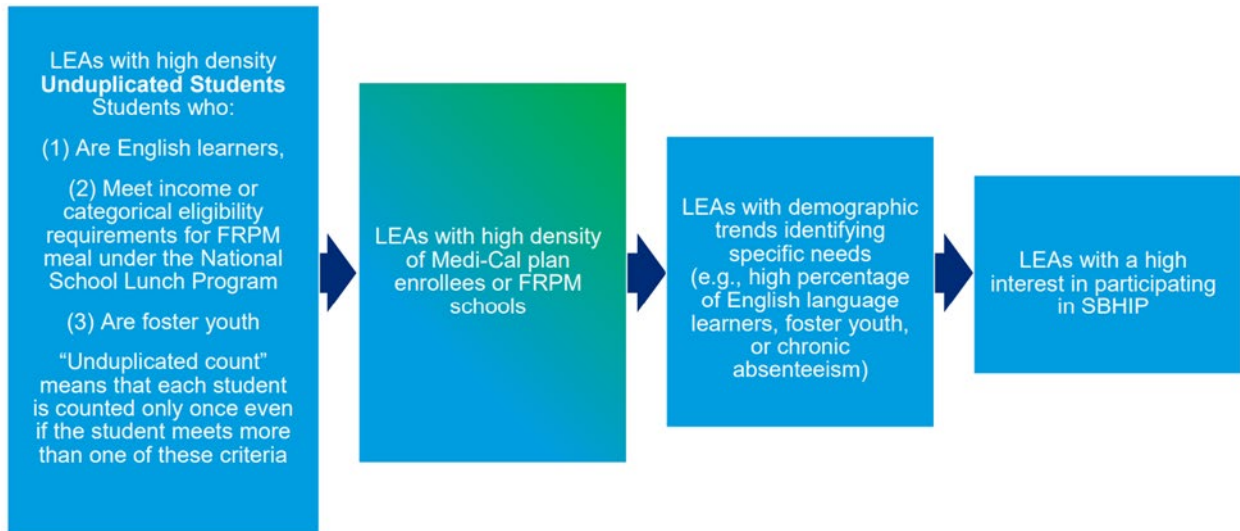 LEAs with high density
Unduplicated Students
Students who:
(1) Are English learners,
(2) Meet income or
categorical eligibility
requirements for FRPM
meal under the National
School Lunch Program
(3) Are foster youth
“Unduplicated count”
means that each student
is counted only once even
if the student meets more
than one of these criteria
LEAs with high density
of Medi-Cal plan
enrollees or FRPM
schools
LEAs with demographic
trends identifying
specific needs
(e.g., high percentage
of English language
learners, foster youth,
or chronic
absenteeism)
LEAs with a high
interest in participating
in SBHIP